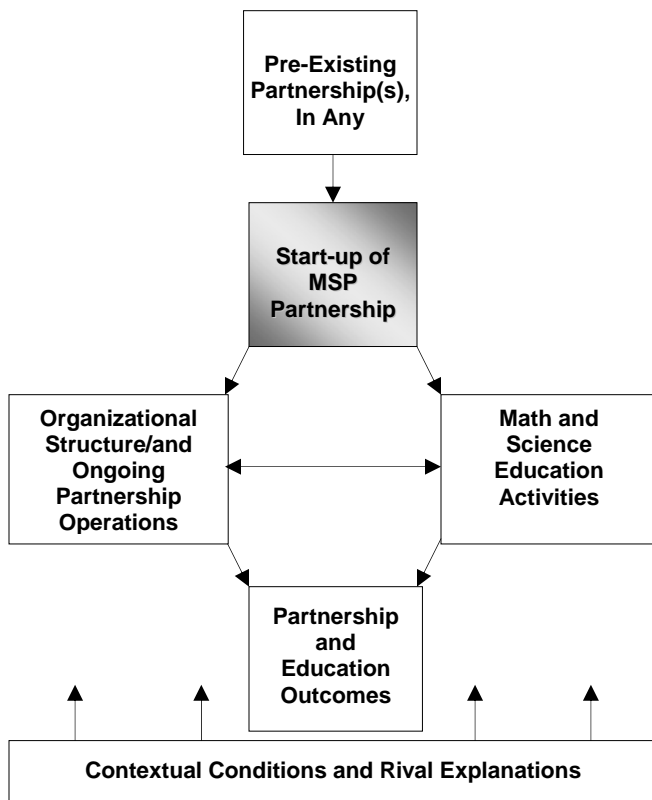 Pre-Existing
Partnership(s),
In Any
Start-up of
MSP
Partnership
Organizational
Structure/and
Ongoing
Partnership
Operations
Math and
Science
Education
Activities
Partnership
and
Education
Outcomes
Contextual Conditions and Rival Explanations